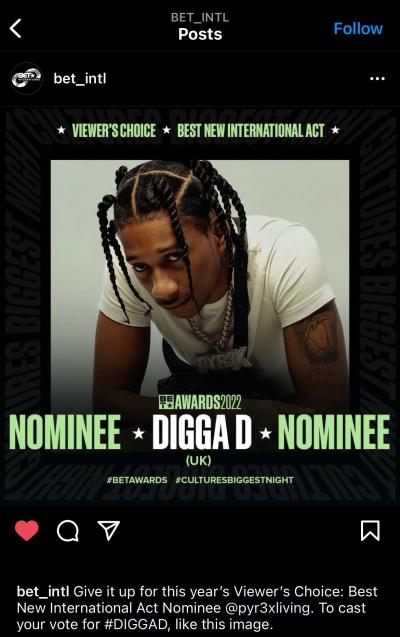 BET_INTL
Posts
Follow
bet_intl
★ VIEWER'S CHOICE ★ BEST NEW INTERNATIONAL ACT ★
BET★ AWARDS2022
NOMINEE ★ DIGGA D ★ NOMINEE
(UK)
#BETAWARDS #CULTURESBIGGESTNIGHT
bet_intl Give it up for this year's Viewer's Choice: Best
New International Act Nominee @pyr3xliving. To cast
your vote for #DIGGAD, like this image.